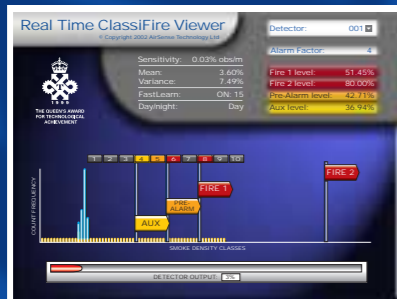 Real Time ClassiFire Viewer
© Copyright 2002 AirSense Technology Ltd
Detector: 001
Alarm Factor: 4
Sensitivity: 0.03% obs/m
Mean: 3.60%
Variance: 7.49%
FastLearn: ON: 15
Day/night: Day
Fire 1 level: 51.45%
Fire 2 level: 80.00%
Pre-Alarm level: 42.71%
Aux level: 36.94%
1990
THE QUEEN'S AWARD
FOR TECHNOLOGICAL
ACHIEVEMENT
1 2 3 4 5 6 7 8 9 10
FIRE 2
FIRE 1
PRE-
ALARM
AUX
COUNT FREQUENCY
SMOKE DENSITY CLASSES
DETECTOR OUTPUT: 3%